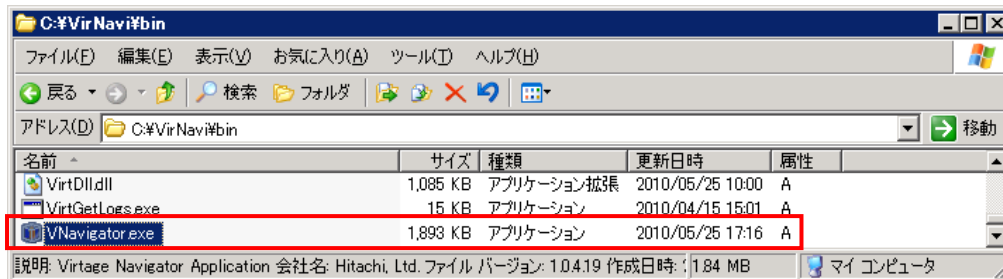 C:¥VirNavi¥bin
ファイル(F) 編集(E) 表示(V) お気に入り(A) ツール(T) ヘルプ(H)
戻る 検索 フォルダ
アドレス(D) C:¥VirNavi¥bin 移動
名前 サイズ 種類 更新日時 属性
VirtDll.dll 1,085 KB アプリケーション拡張 2010/05/25 10:00 A
VirtGetLogs.exe 15 KB アプリケーション 2010/04/15 15:01 A
VNavigator.exe 1,893 KB アプリケーション 2010/05/25 17:16 A
説明: Virtage Navigator Application 会社名: Hitachi, Ltd. ファイル バージョン: 1.0.4.19 作成日時: 1.84 MB マイ コンピュータ